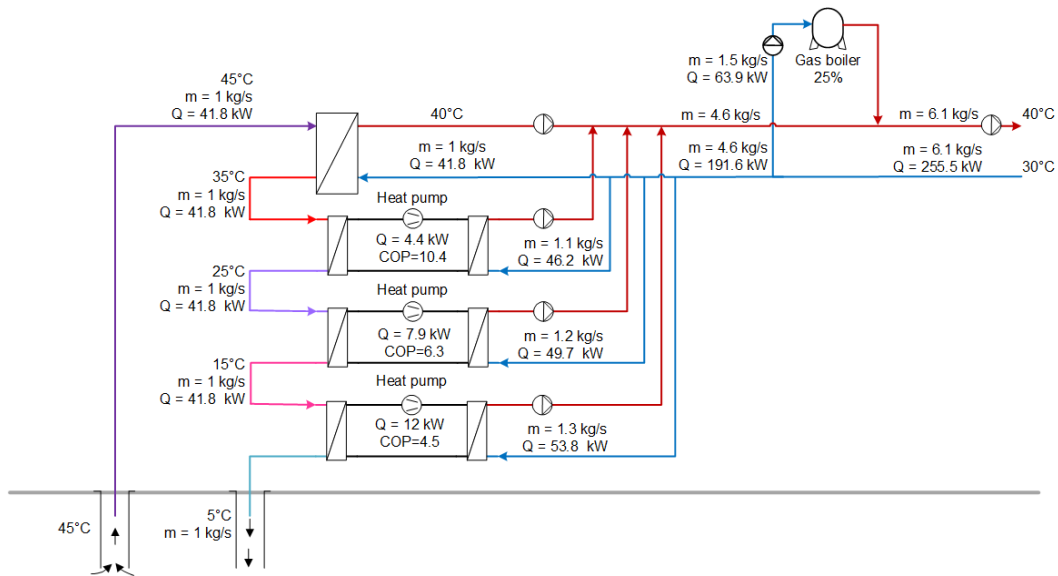 45°C
m = 1 kg/s
Q = 41.8 kW
40°C
m = 1 kg/s
Q = 41.8  kW
m = 1.5 kg/s
Q = 63.9 kW
Gas boiler
25%
m = 4.6 kg/s
m = 4.6 kg/s
Q = 191.6 kW
m = 6.1 kg/s
40°C
m = 6.1 kg/s
Q = 255.5 kW
30°C
35°C
m = 1 kg/s
Q = 41.8  kW
Heat pump
Q = 4.4 kW
COP=10.4
m = 1.1 kg/s
Q = 46.2  kW
25°C
m = 1 kg/s
Q = 41.8  kW
Heat pump
Q = 7.9 kW
COP=6.3
m = 1.2 kg/s
Q = 49.7  kW
15°C
m = 1 kg/s
Q = 41.8  kW
Heat pump
Q = 12 kW
COP=4.5
m = 1.3 kg/s
Q = 53.8  kW
45°C
5°C
m = 1 kg/s